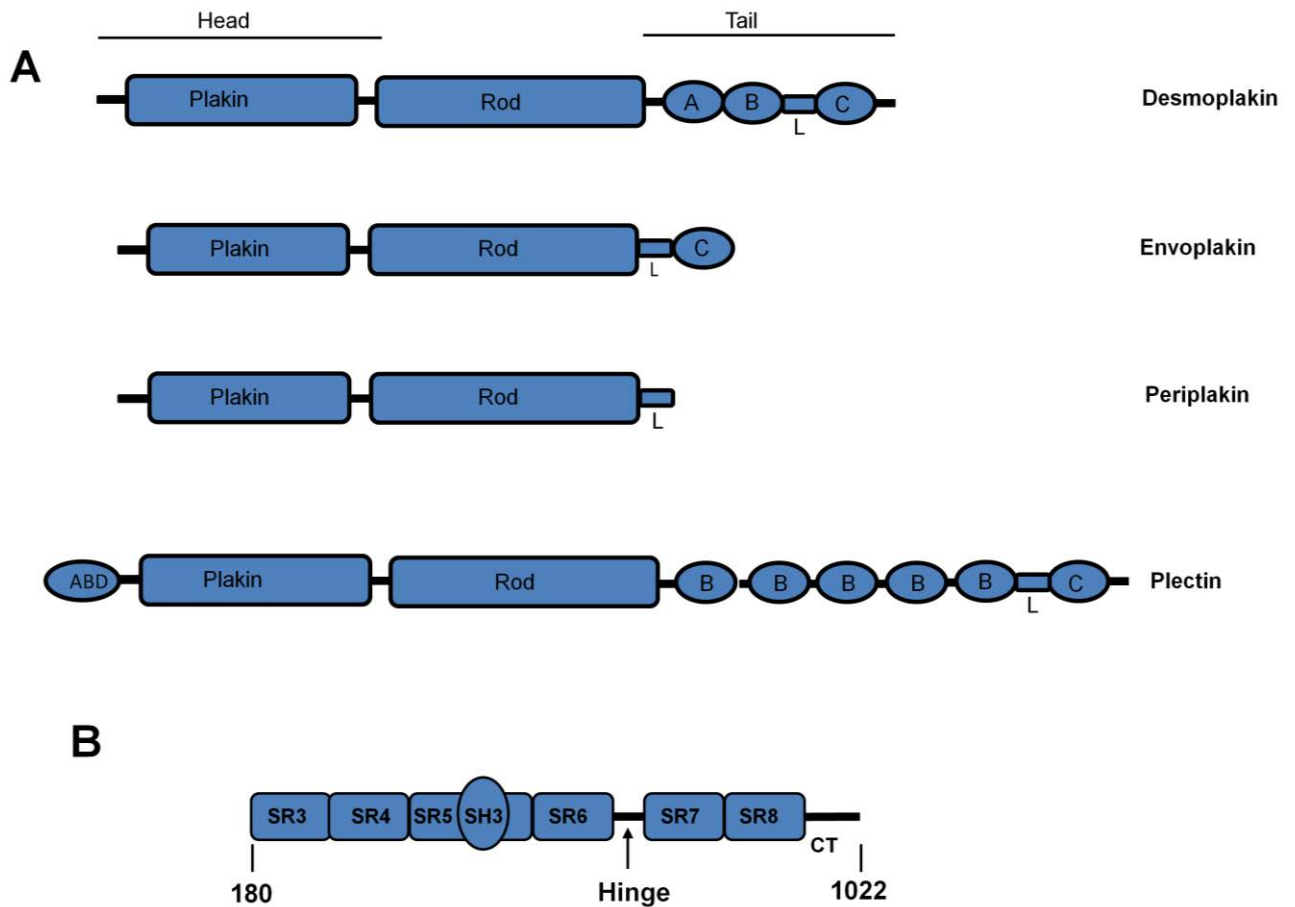 Head Tail
A
Plakin Rod A B C Desmoplakin
L
Plakin Rod C Envoplakin
L
Plakin Rod Periplakin
L
ABD Plakin Rod B B B B B C Plectin
L
B
SR3 SR4 SR5 SH3 SR6 SR7 SR8
CT
180 Hinge 1022